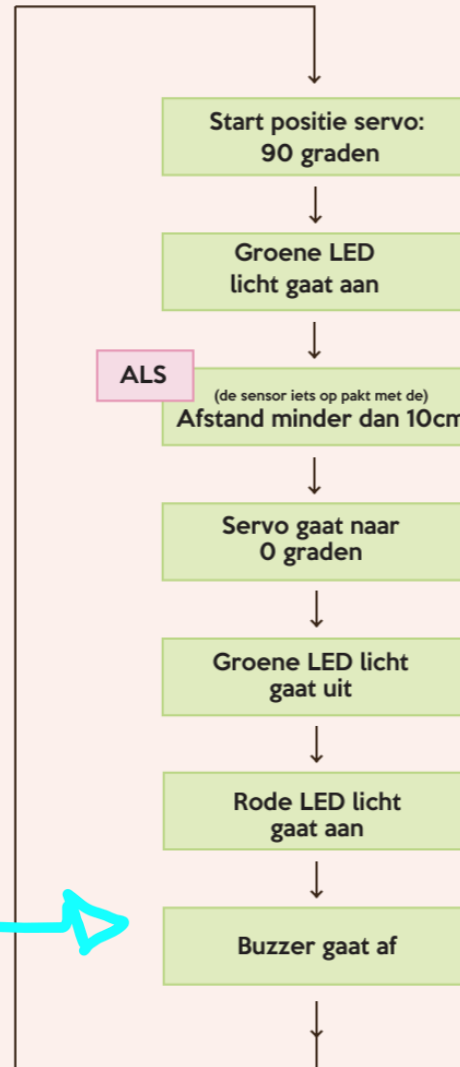 Start positie servo:
90 graden
Groene LED
licht gaat aan
ALS
(de sensor iets op pakt met de)
Afstand minder dan 10cm
Servo gaat naar
0 graden
Groene LED licht
gaat uit
Rode LED licht
gaat aan
Buzzer gaat af